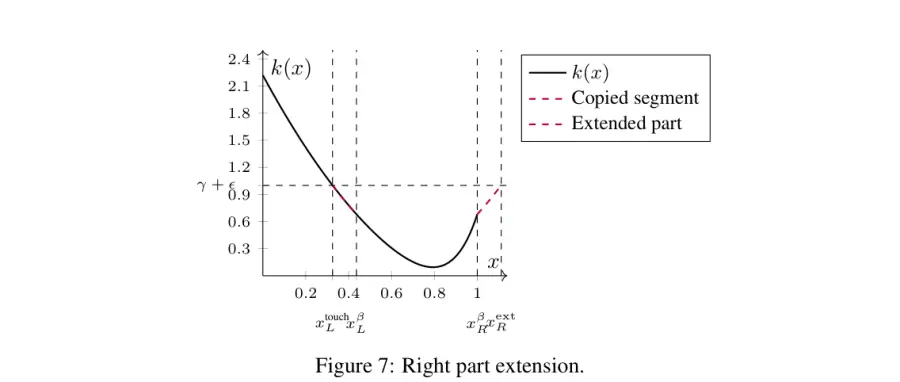 2.4
k(x)
2.1
1.8
1.5
1.2
γ + ϵ
0.9
0.6
0.3
x
0.2 0.4 0.6 0.8 1
x_L^touch x_L^β x_R^β x_R^ext
k(x)
Copied segment
Extended part
Figure 7: Right part extension.